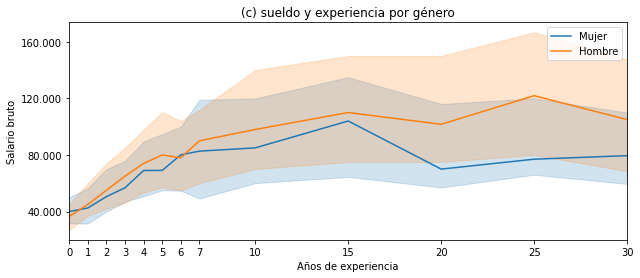 (c) sueldo y experiencia por género
Mujer
Hombre
Salario bruto
160.000
120.000
80.000
40.000
0 1 2 3 4 5 6 7 10 15 20 25 30
Años de experiencia